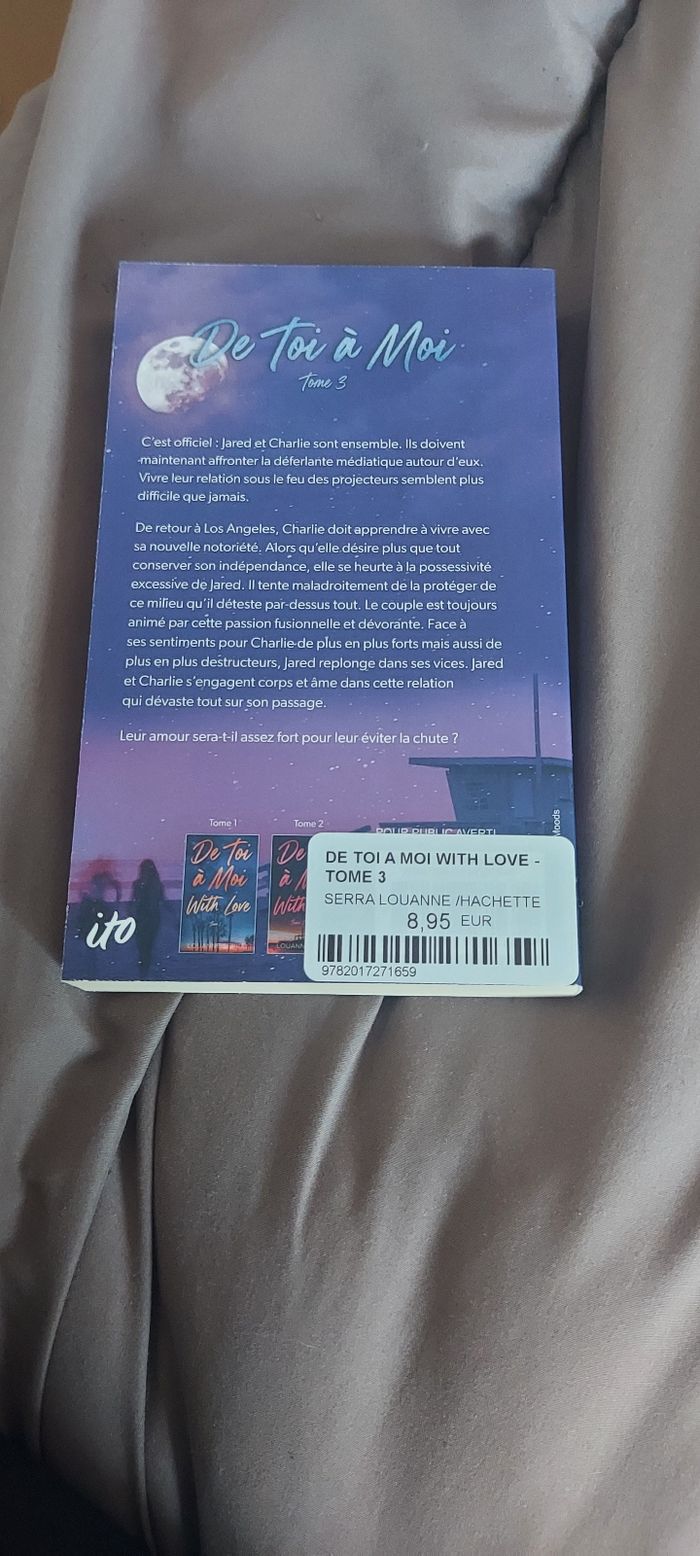 De Toi à Moi
Tome 3
C'est officiel : Jared et Charlie sont ensemble. Ils doivent
maintenant affronter la déferlante médiatique autour d'eux.
Vivre leur relation sous le feu des projecteurs semblent plus
difficile que jamais.
De retour à Los Angeles, Charlie doit apprendre à vivre avec
sa nouvelle notoriété. Alors qu'elle désire plus que tout
conserver son indépendance, elle se heurte à la possessivité
excessive de Jared. Il tente maladroitement de la protéger de
ce milieu qu'il déteste par-dessus tout. Le couple est toujours
animé par cette passion fusionnelle et dévorante. Face à
ses sentiments pour Charlie de plus en plus forts mais aussi de
plus en plus destructeurs, Jared replonge dans ses vices. Jared
et Charlie s'engagent corps et âme dans cette relation
qui dévaste tout sur son passage.
Leur amour sera-t-il assez fort pour leur éviter la chute ?
Tome 1
Tome 2
POUR PUBLIC AVERTI
Moods
De Toi
à Moi
With Love
De
à
With
ito
DE TOI A MOI WITH LOVE -
TOME 3
SERRA LOUANNE /HACHETTE
8,95 EUR
9782017271659